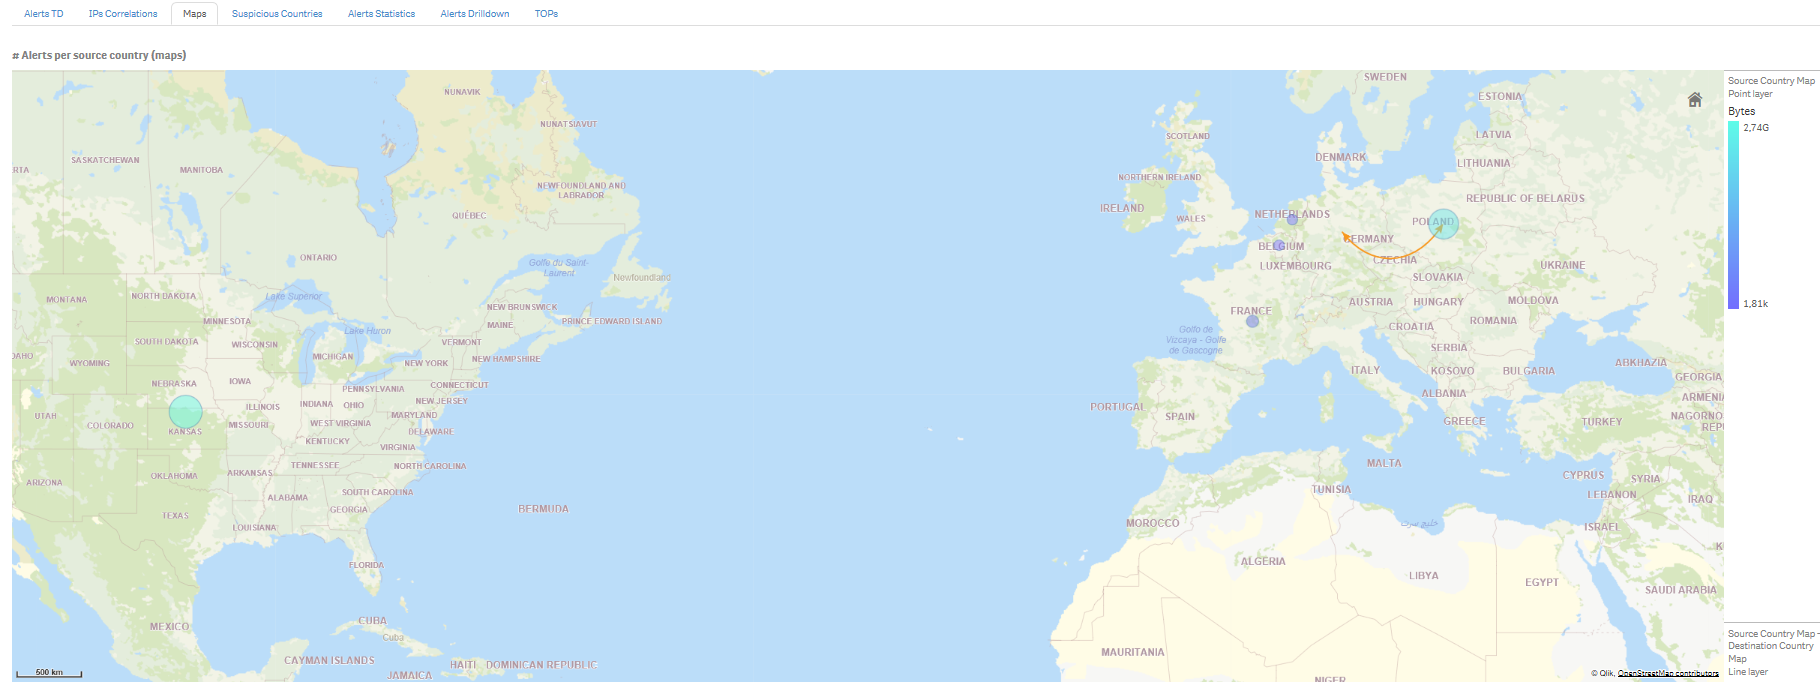 Alerts TD
IPs Correlations
Maps
Suspicious Countries
Alerts Statistics
Alerts Drilldown
TOPs
# Alerts per source country (maps)
SWEDEN
NUNAVIK
ESTONIA
NUNATSIAVUT
SCOTLAND
LATVIA
SASKATCHEWAN
DENMARK
LITHUANIA
RTA
MANITOBA
NORTHERN IRELAND
NEWFOUNDLAND AND
LABRADOR
REPUBLIC OF BELARUS
IRELAND
QUÉBEC
WALES
NETHERLANDS
POLAND
GERMANY
BELGIUM
ONTARIO
CZECHIA
Golfe du Saint-
Laurent
LUXEMBOURG
UKRAINE
Newfoundland
SLOVAKIA
MONTANA
NORTH DAKOTA
Lake Superior
AUSTRIA
HUNGARY
MOLDOVA
NEW BRUNSWICK
FRANCE
MINNESOTA
MAINE
PRINCE EDWARD ISLAND
ROMANIA
CROATIA
Lake Huron
Golfo de
Vizcaya - Golfe
de Gascogne
SOUTH DAKOTA
WISCONSIN
VERMONT
SERBIA
DAHO
MICHIGAN
NEW HAMPSHIRE
WYOMING
NEW YORK
ABKHAZIA
ITALY
KOSOVO
BULGARIA
GEORGIA
NEBRASKA
IOWA
PENNSYLVANIA
CONNECTICUT
ALBANIA
ARMENI
NEW JERSEY
ILLINOIS
INDIANA
OHIO
PORTUGAL
UTAH
MARYLAND
SPAIN
NAGORNO
REPU
COLORADO
MISSOURI
WEST VIRGINIA
GREECE
TURKEY
KANSAS
DELAWARE
KENTUCKY
VIRGINIA
TENNESSEE
NORTH CAROLINA
MALTA
ARKANSAS
OKLAHOMA
CYPRUS
SYRIA
ARIZONA
SOUTH CAROLINA
TUNISIA
ALABAMA
LEBANON
IRAQ
GEORGIA
BERMUDA
TEXAS
MOROCCO
خليج سرت
LOUISIANA
ISRAEL
FLORIDA
ALGERIA
LIBYA
EGYPT
SAUDI ARABIA
CUBA
Cuba
MEXICO
MAURITANIA
CAYMAN ISLANDS
HAITI
DOMINICAN REPUBLIC
JAMAICA
NIGER
500 km
© Qlik, OpenStreetMap contributors
Source Country Map
Point layer
Bytes
2,74G
1,81k
Source Country Map -
Destination Country
Map
Line layer